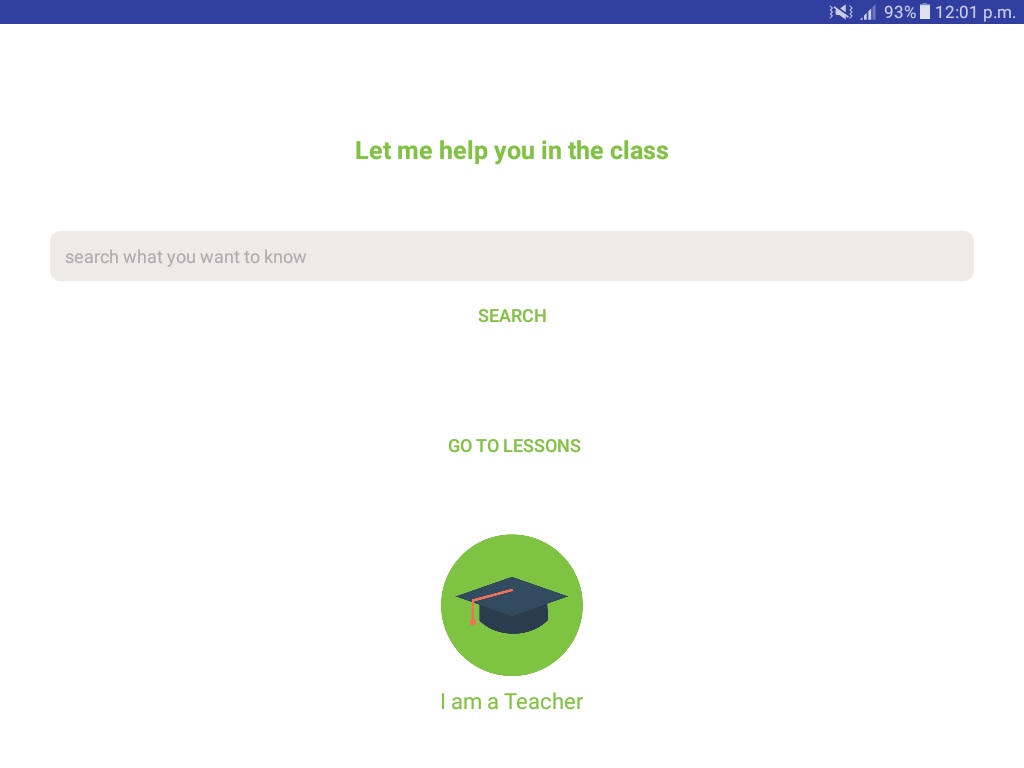 93% 12:01 p.m.
Let me help you in the class
search what you want to know
SEARCH
GO TO LESSONS
I am a Teacher